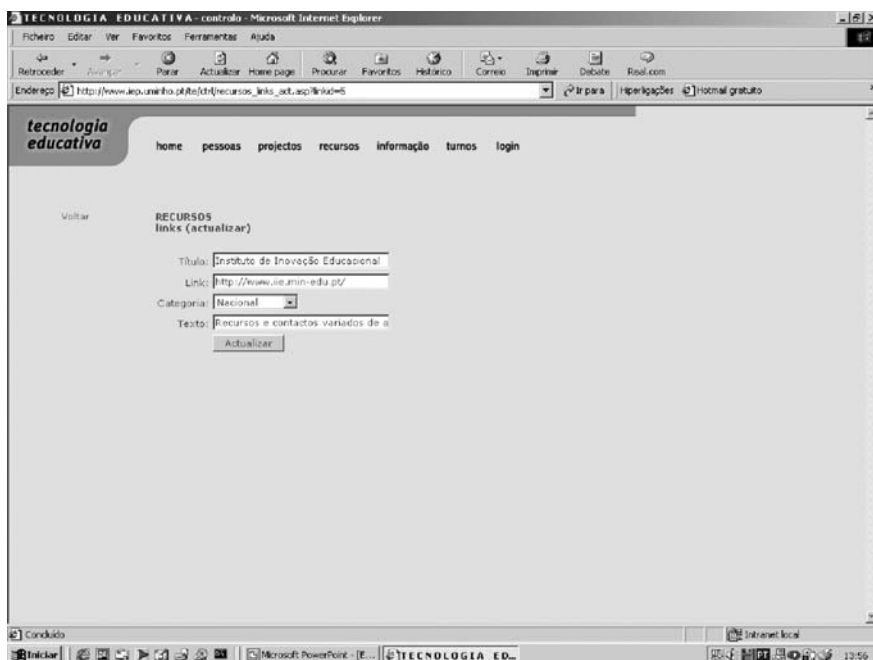 TECNOLOGIA EDUCATIVA - controlo - Microsoft Internet Explorer
Ficheiro Editar Ver Favoritos Ferramentas Ajuda
Retroceder Avançar Parar Actualizar Home page Procurar Favoritos Histórico Correio Imprimir Debate Real.com
Endereço http://www.iep.uminho.pt/te/ctrl/recursos_links_act.asp?linkid=6 Ir para Hiperligações Hotmail gratuito
tecnologia
educativa
home pessoas projectos recursos informação turnos login
Voltar
RECURSOS
links (actualizar)
Título: Instituto de Inovação Educacional
Link: http://www.iie.min-edu.pt/
Categoria: Nacional
Texto: Recursos e contactos variados de a
Actualizar
Concluído Intranet local
Iniciar Microsoft PowerPoint - [E... TECNOLOGIA ED... PT 13:56